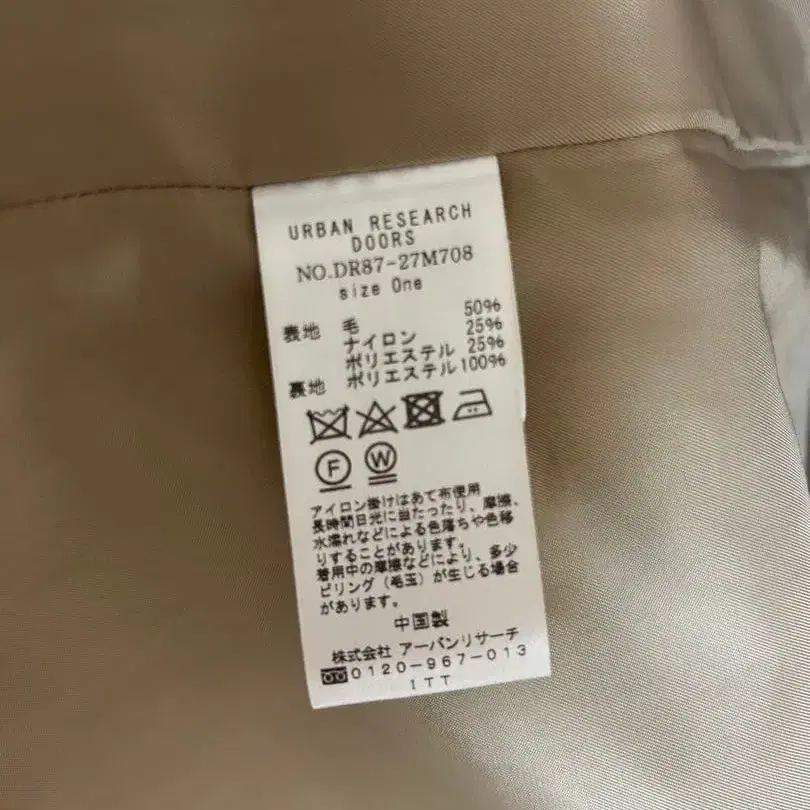 URBAN RESEARCH
DOORS
NO.DR87-27M708
size One
表地 毛 50%
ナイロン 25%
ポリエステル 25%
裏地 ポリエステル 100%
F W
アイロン掛けはあて布使用
長時間日光に当たったり、摩擦、
水濡れなどによる色落ちや色移
りすることがあります。
着用中の摩擦などにより、多少
ピリング（毛玉）が生じる場合
があります。
中国製
株式会社 アーバンリサーチ
0120-967-013
ITT